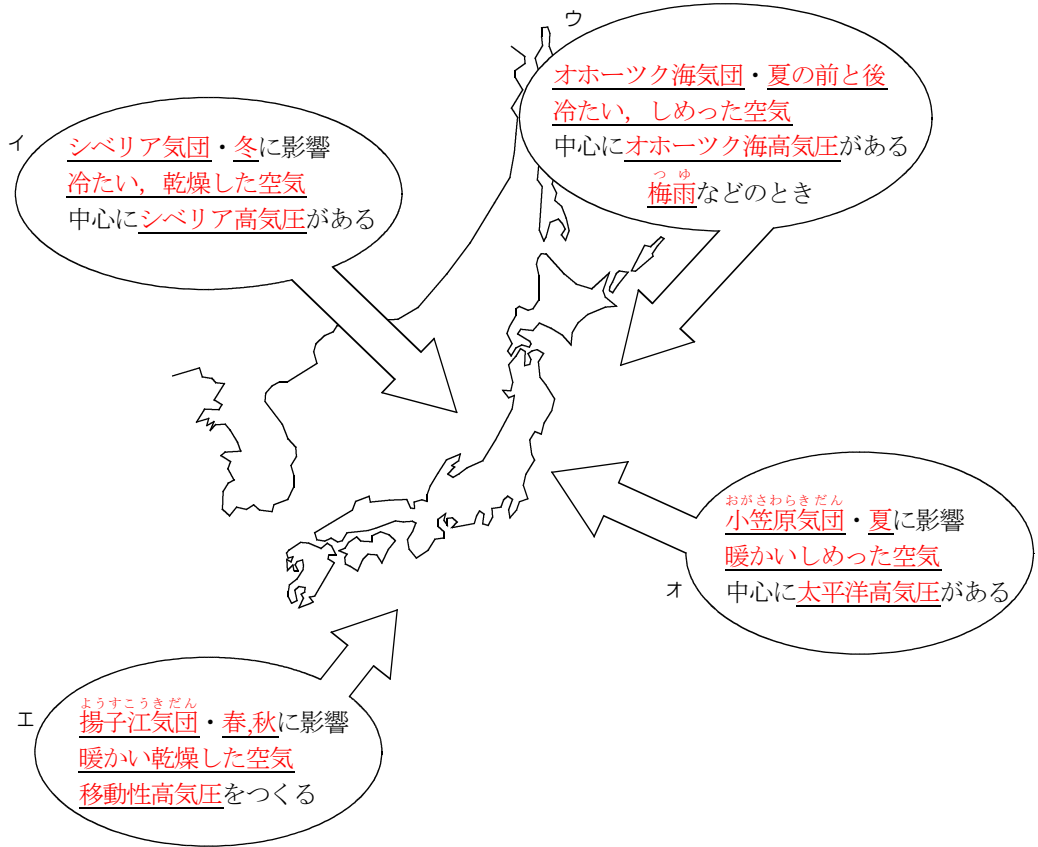 ウ
オホーツク海気団・夏の前と後
冷たい，しめった空気
中心にオホーツク海高気圧がある
つゆ
梅雨などのとき
イ
シベリア気団・冬に影響
冷たい，乾燥した空気
中心にシベリア高気圧がある
おがさわらきだん
小笠原気団・夏に影響
暖かいしめった空気
オ
中心に太平洋高気圧がある
ようすこうきだん
エ
揚子江気団・春,秋に影響
暖かい乾燥した空気
移動性高気圧をつくる